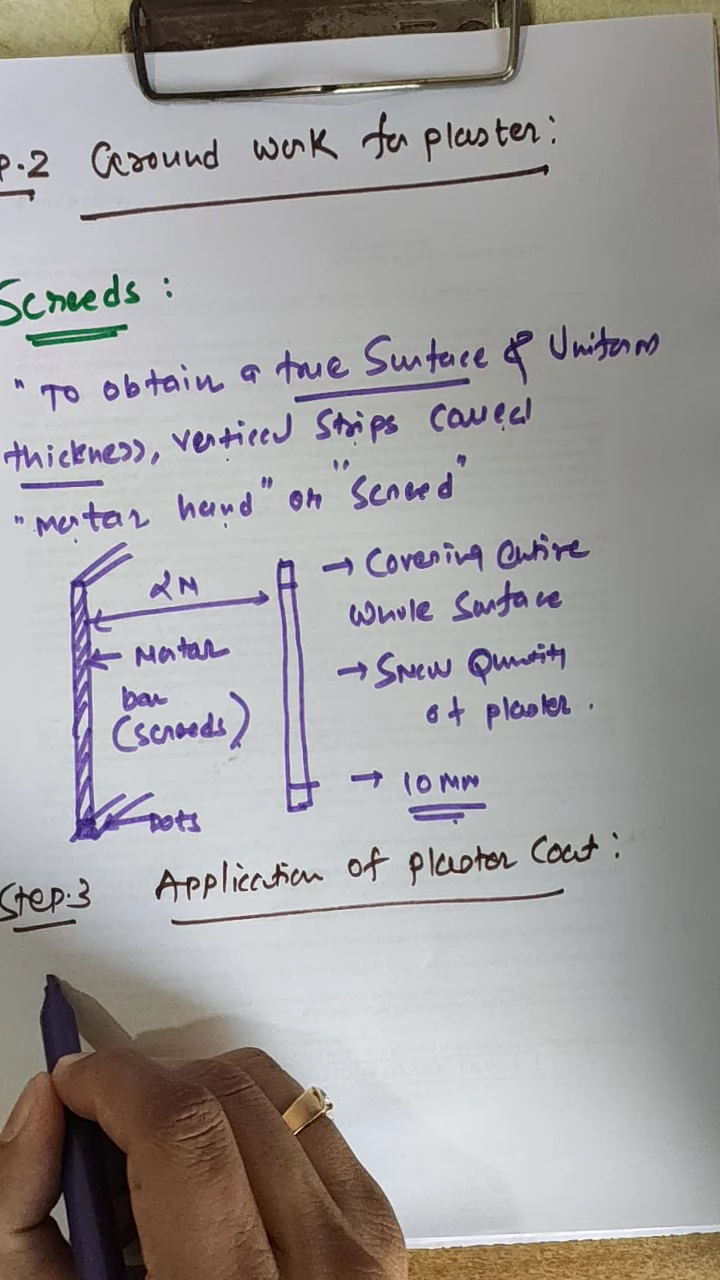 p.2 Ground work for plaster:
Screeds:
"To obtain a true Surface & Uniform
thickness, vertical Strips called
"mortar band" or "Screed"
2M
Mortar
bar
(screeds)
Dots
→ Covering entire
whole surface
→ Quantity
of plaster.
→ 10MM
Step.3 Application of plaster Coat: